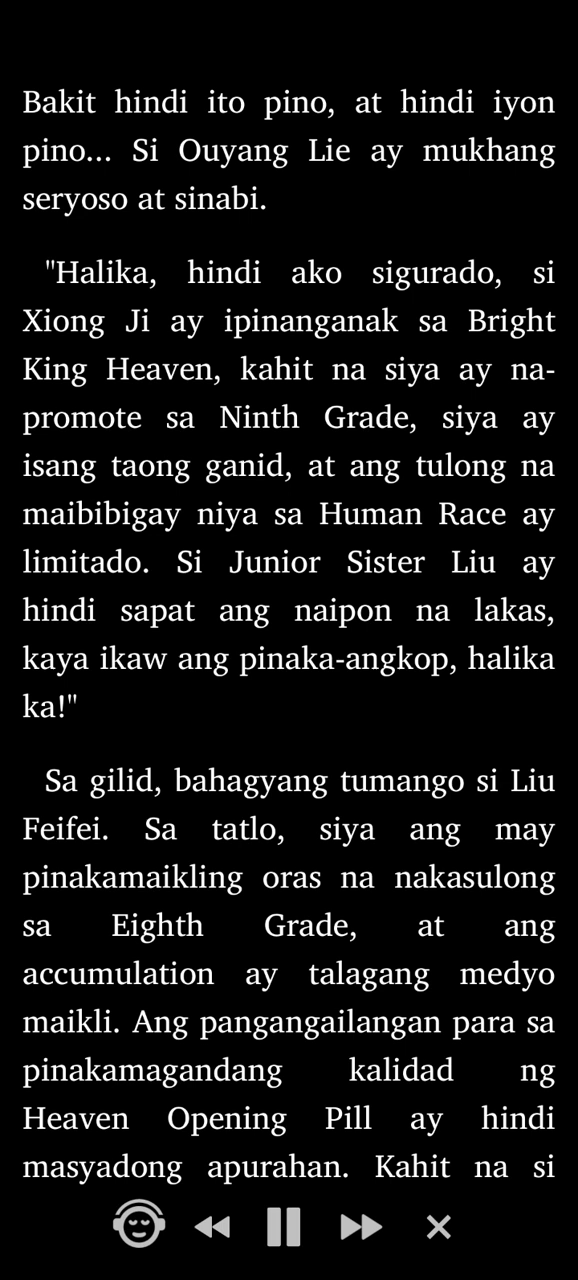 Bakit hindi ito pino, at hindi iyon
pino... Si Ouyang Lie ay mukhang
seryoso at sinabi.
"Halika, hindi ako sigurado, si
Xiong Ji ay ipinanganak sa Bright
King Heaven, kahit na siya ay na-
promote sa Ninth Grade, siya ay
isang taong ganid, at ang tulong na
maibibigay niya sa Human Race ay
limitado. Si Junior Sister Liu ay
hindi sapat ang naipon na lakas,
kaya ikaw ang pinaka-angkop, halika
ka!"
Sa gilid, bahagyang tumango si Liu
Feifei. Sa tatlo, siya ang may
pinakamaikling oras na nakasulong
sa Eighth Grade, at ang
accumulation ay talagang medyo
maikli. Ang pangangailangan para sa
pinakamagandang kalidad ng
Heaven Opening Pill ay hindi
masyadong apurahan. Kahit na si